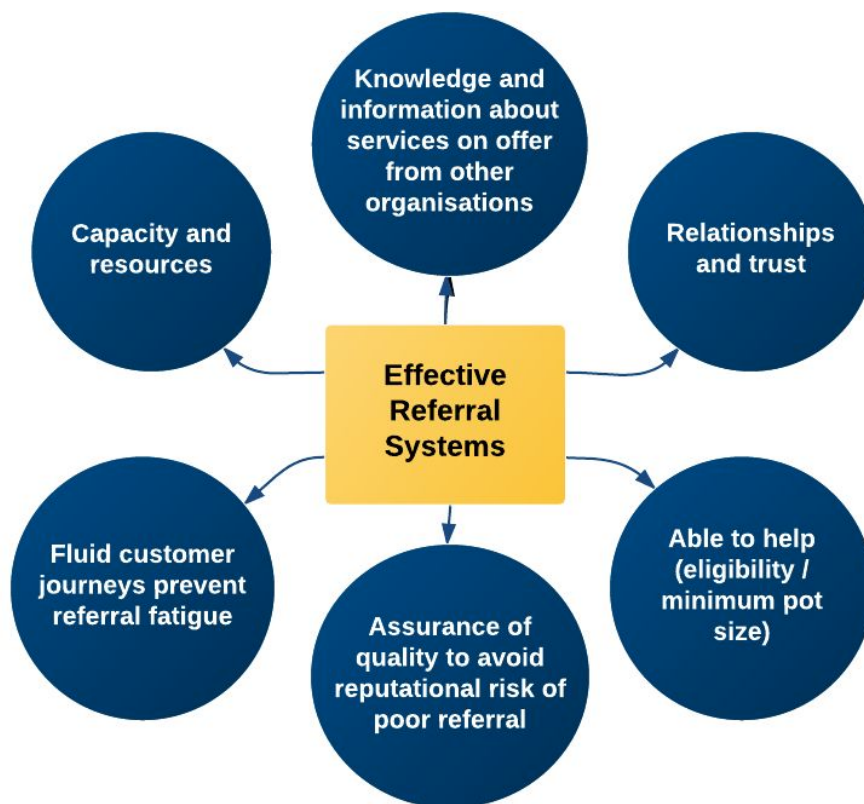 Knowledge and
information about
services on offer
from other
organisations
Capacity and
resources
Relationships
and trust
Effective
Referral
Systems
Fluid customer
journeys prevent
referral fatigue
Able to help
(eligibility /
minimum pot
size)
Assurance of
quality to avoid
reputational risk of
poor referral